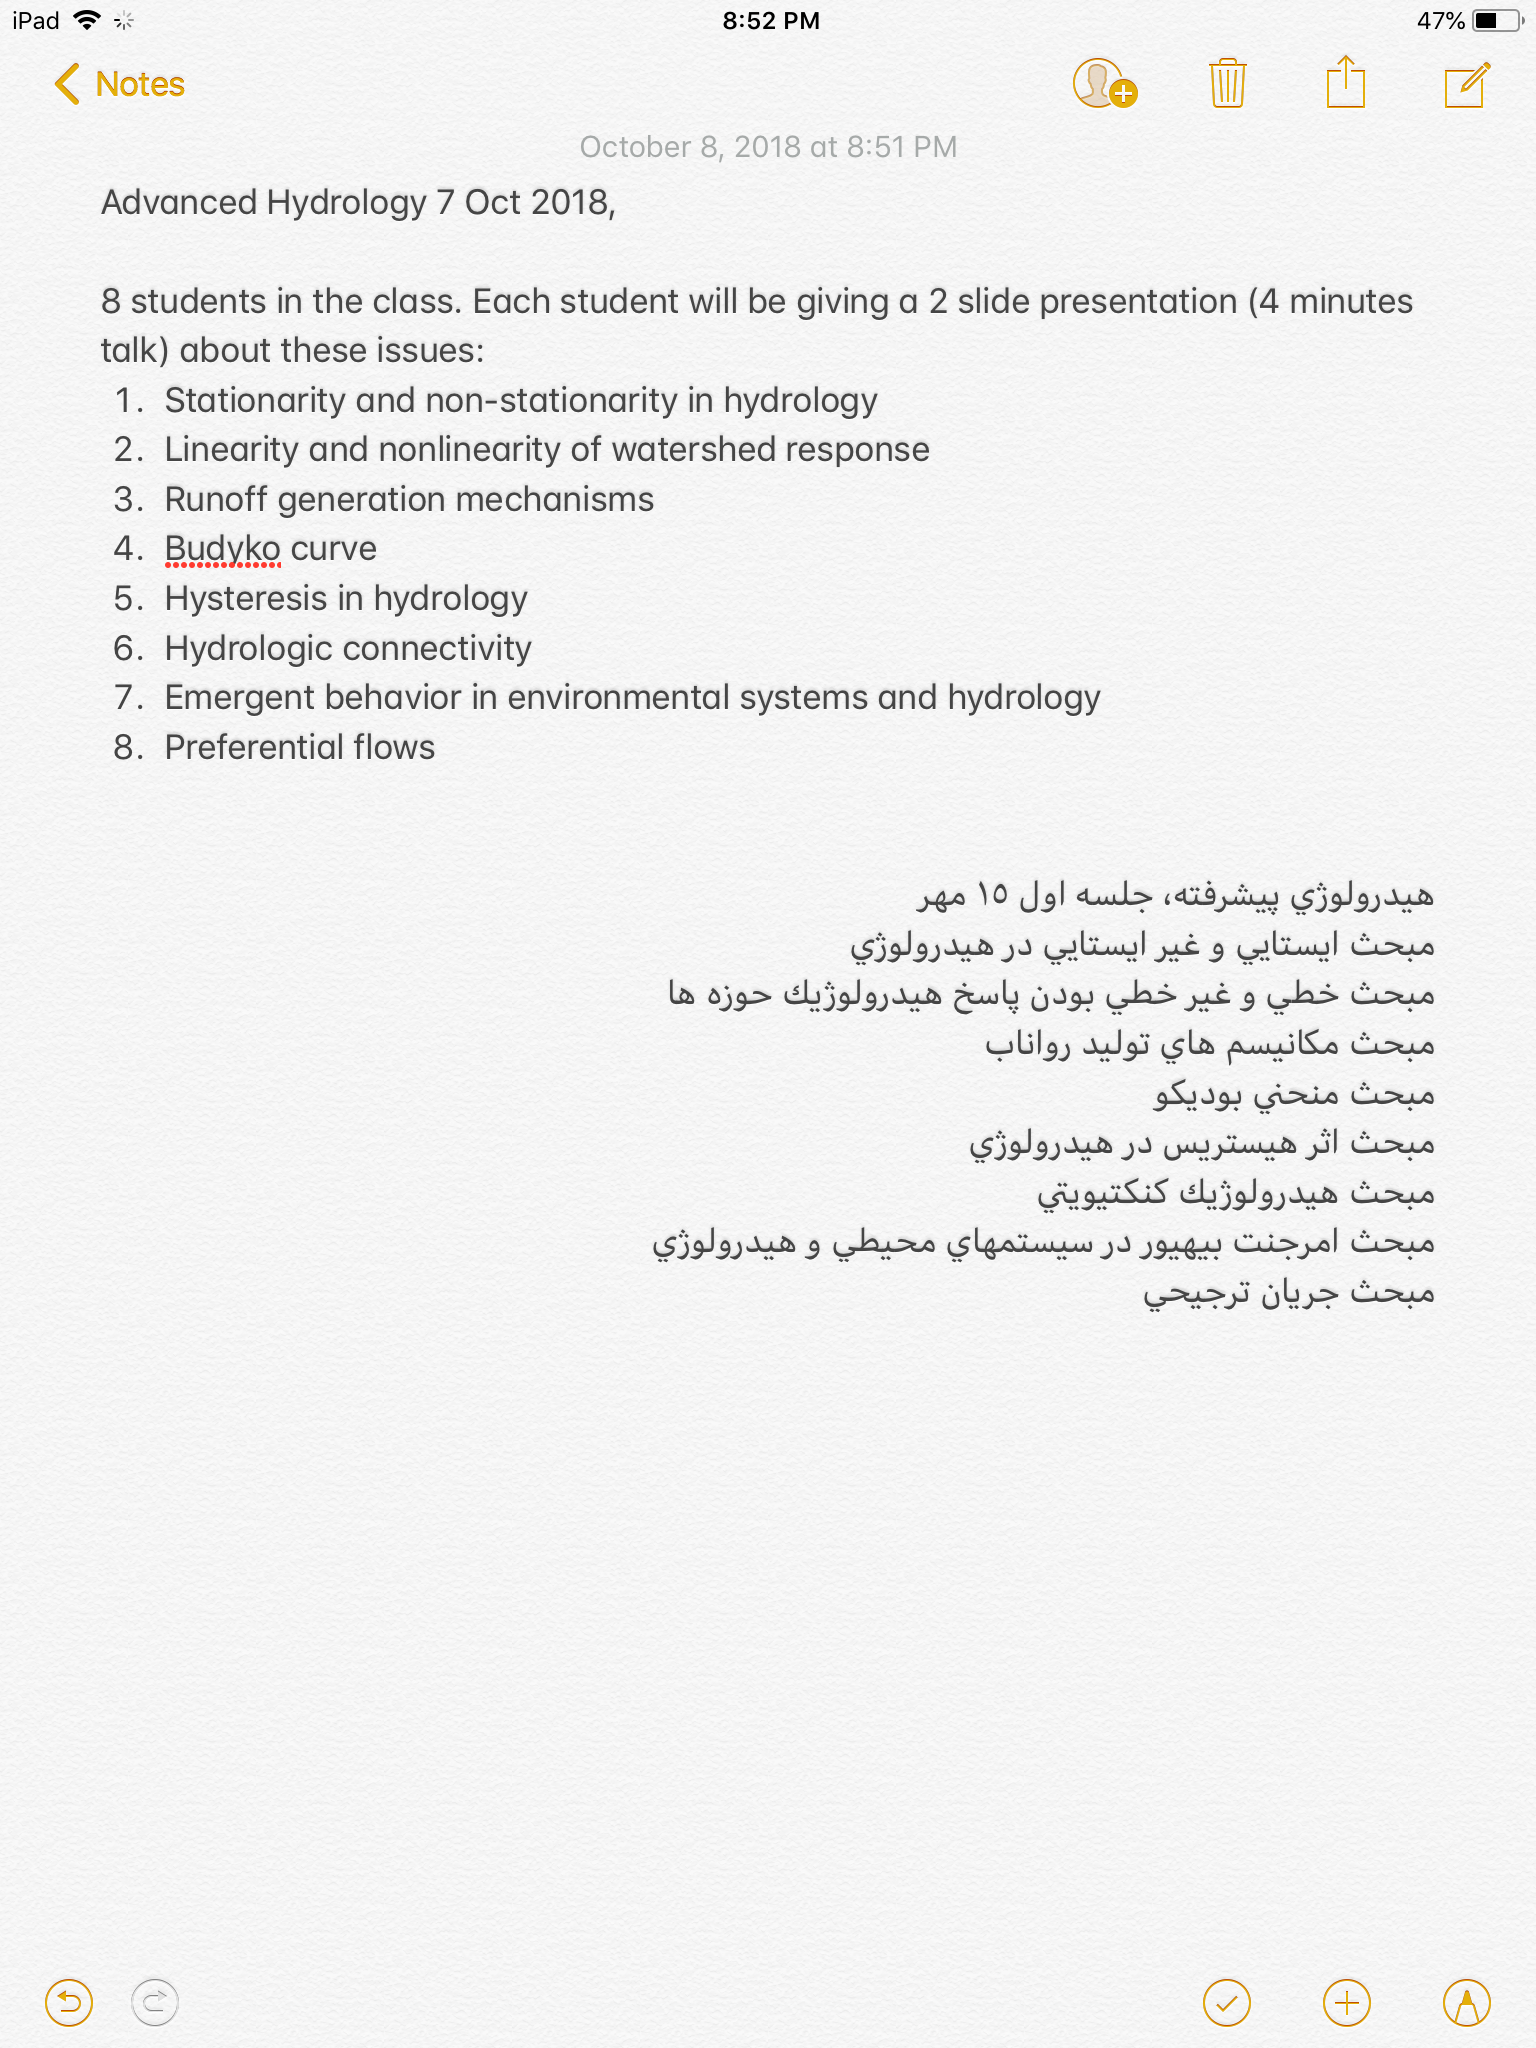 iPad 8:52 PM 47%
Notes
October 8, 2018 at 8:51 PM
Advanced Hydrology 7 Oct 2018,
8 students in the class. Each student will be giving a 2 slide presentation (4 minutes
talk) about these issues:
1. Stationarity and non-stationarity in hydrology
2. Linearity and nonlinearity of watershed response
3. Runoff generation mechanisms
4. Budyko curve
5. Hysteresis in hydrology
6. Hydrologic connectivity
7. Emergent behavior in environmental systems and hydrology
8. Preferential flows
هيدرولوژي پيشرفته، جلسه اول ١٥ مهر
مبحث ايستايي و غير ايستايي در هيدرولوژي
مبحث خطي و غير خطي بودن پاسخ هيدرولوژيك حوزه ها
مبحث مكانيسم هاي توليد رواناب
مبحث منحني بوديكو
مبحث اثر هيستريس در هيدرولوژي
مبحث هيدرولوژيك كنكتيويتي
مبحث امرجنت بيهيور در سيستمهاي محيطي و هيدرولوژي
مبحث جريان ترجيحي